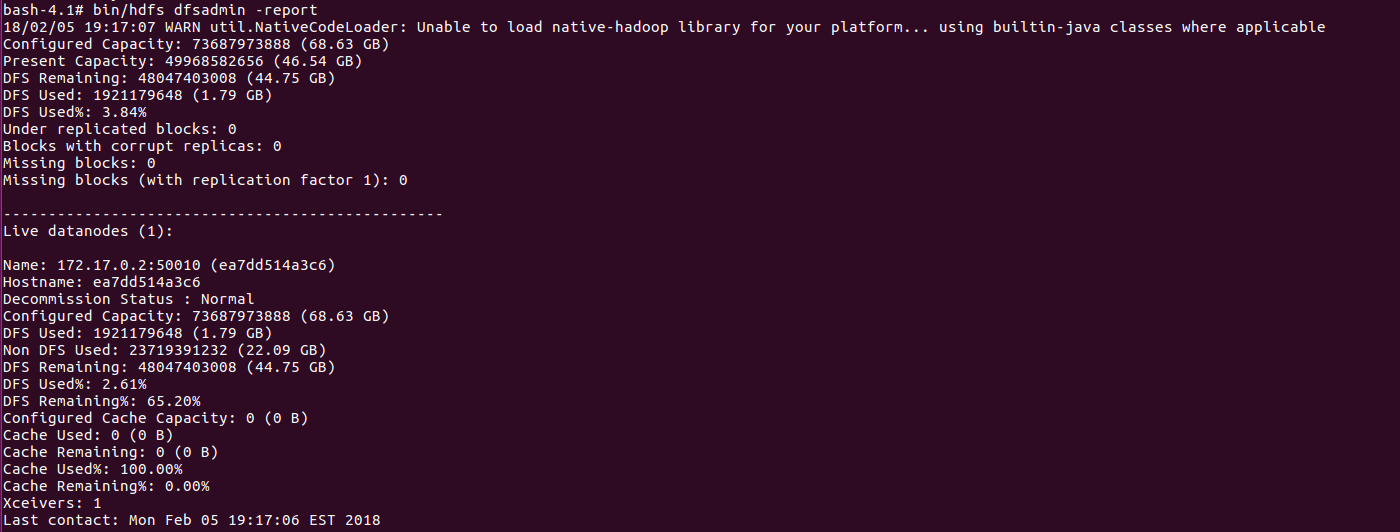 bash-4.1# bin/hdfs dfsadmin -report
18/02/05 19:17:07 WARN util.NativeCodeLoader: Unable to load native-hadoop library for your platform... using builtin-java classes where applicable
Configured Capacity: 73687973888 (68.63 GB)
Present Capacity: 49968582656 (46.54 GB)
DFS Remaining: 48047403008 (44.75 GB)
DFS Used: 1921179648 (1.79 GB)
DFS Used%: 3.84%
Under replicated blocks: 0
Blocks with corrupt replicas: 0
Missing blocks: 0
Missing blocks (with replication factor 1): 0
-------------------------------------------------
Live datanodes (1):
Name: 172.17.0.2:50010 (ea7dd514a3c6)
Hostname: ea7dd514a3c6
Decommission Status : Normal
Configured Capacity: 73687973888 (68.63 GB)
DFS Used: 1921179648 (1.79 GB)
Non DFS Used: 23719391232 (22.09 GB)
DFS Remaining: 48047403008 (44.75 GB)
DFS Used%: 2.61%
DFS Remaining%: 65.20%
Configured Cache Capacity: 0 (0 B)
Cache Used: 0 (0 B)
Cache Remaining: 0 (0 B)
Cache Used%: 100.00%
Cache Remaining%: 0.00%
Xceivers: 1
Last contact: Mon Feb 05 19:17:06 EST 2018